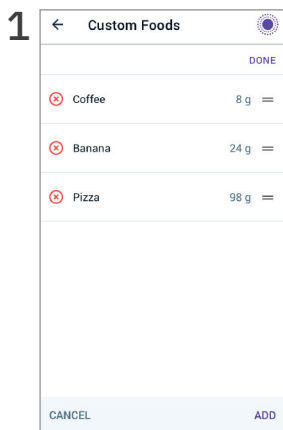 1
Custom Foods
DONE
Coffee 8 g
Banana 24 g
Pizza 98 g
CANCEL ADD